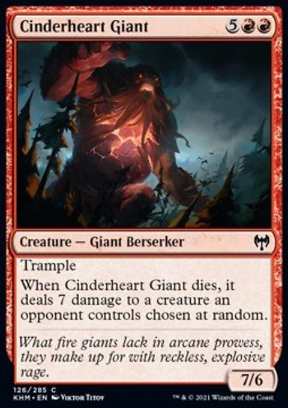 Cinderheart Giant 5
Creature — Giant Berserker
Trample
When Cinderheart Giant dies, it
deals 7 damage to a creature an
opponent controls chosen at random.
What fire giants lack in arcane prowess,
they make up for with reckless, explosive
rage.
7/6
126/285 C
KHM • EN Viktor Titov
™ & © 2021 Wizards of the Coast